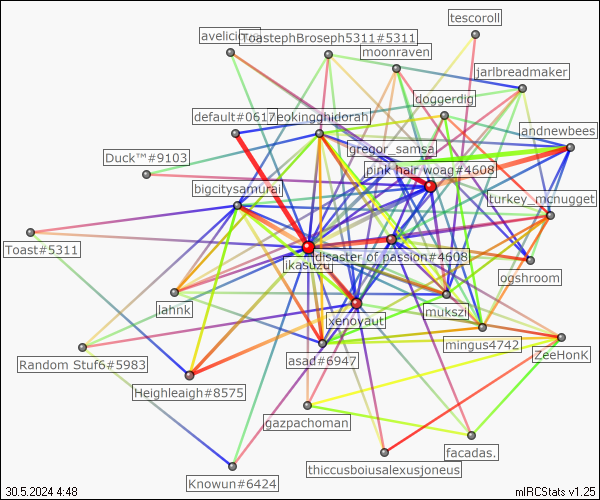 tescoroll
avelici
ToastephBroseph5311#5311
moonraven
jarlbreadmaker
doggerdig
default#0617
eokingghidorah
andnewbees
gregor_samsa
Duck™#9103
pink hair woag#4608
bigcitysamurai
turkey_mcnugget
Toast#5311
disaster of passion#4608
ikasuzu
ogshroom
lahnk
mukszi
xenoyaut
mingus4742
ZeeHonK
Random Stuf6#5983
asad#6947
Heighleaigh#8575
gazpachoman
facadas.
thiccusboiusalexusjoneus
Knowun#6424
30.5.2024 4:48
mIRCStats v1.25